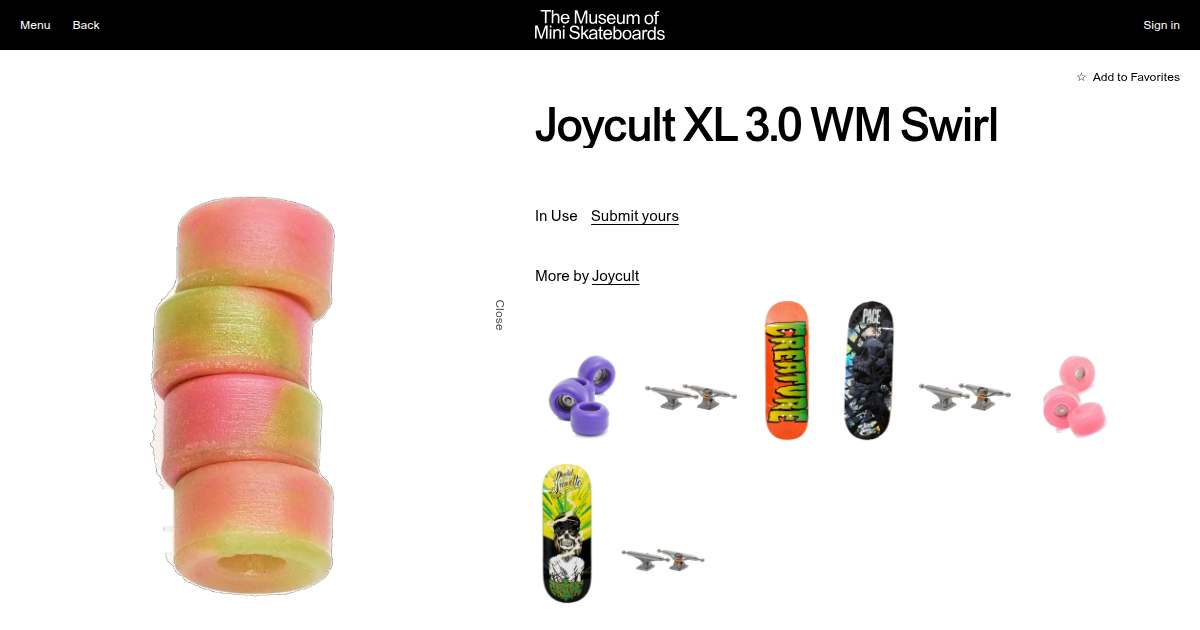 Menu
Back
The Museum of
Mini Skateboards
Sign in
☆ Add to Favorites
Joycult XL 3.0 WM Swirl
In Use Submit yours
More by Joycult
Close
CREATURE
PACE